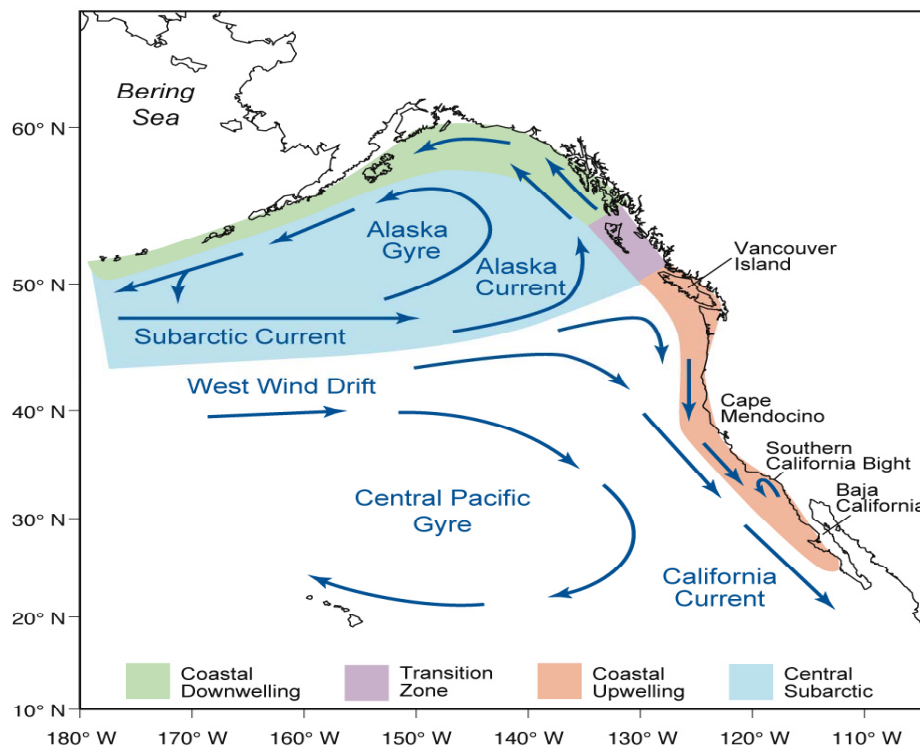 Bering
Sea
60° N
Alaska
Gyre
Vancouver
Island
Alaska
Current
50° N
Subarctic Current
West Wind Drift
40° N
Cape
Mendocino
Southern
California Bight
Baja
California
Central Pacific
Gyre
30° N
California
Current
20° N
Coastal
Downwelling
Transition
Zone
Coastal
Upwelling
Central
Subarctic
10° N
180° W 170° W 160° W 150° W 140° W 130° W 120° W 110° W